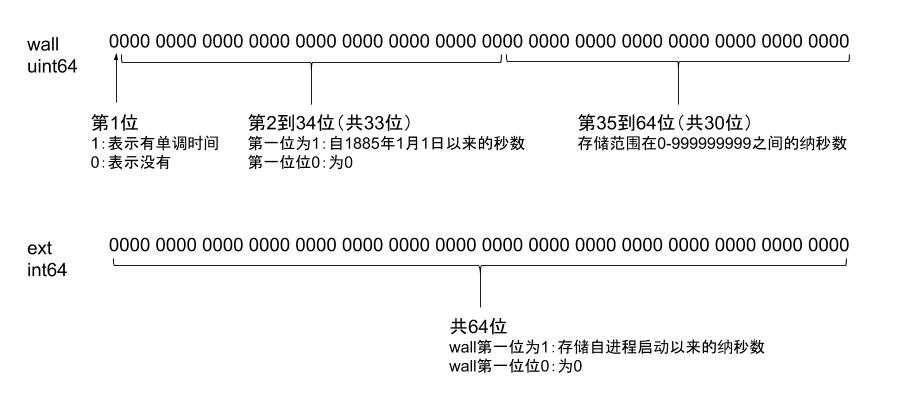 wall
uint64
0000 0000 0000 0000 0000 0000 0000 0000 0000 0000 0000 0000 0000 0000 0000 0000
第1位
1：表示有单调时间
0：表示没有
第2到34位（共33位）
第一位为1：自1885年1月1日以来的秒数
第一位位0：为0
第35到64位（共30位）
存储范围在0-999999999之间的纳秒数
ext
int64
0000 0000 0000 0000 0000 0000 0000 0000 0000 0000 0000 0000 0000 0000 0000 0000
共64位
wall第一位为1：存储自进程启动以来的纳秒数
wall第一位位0：为0